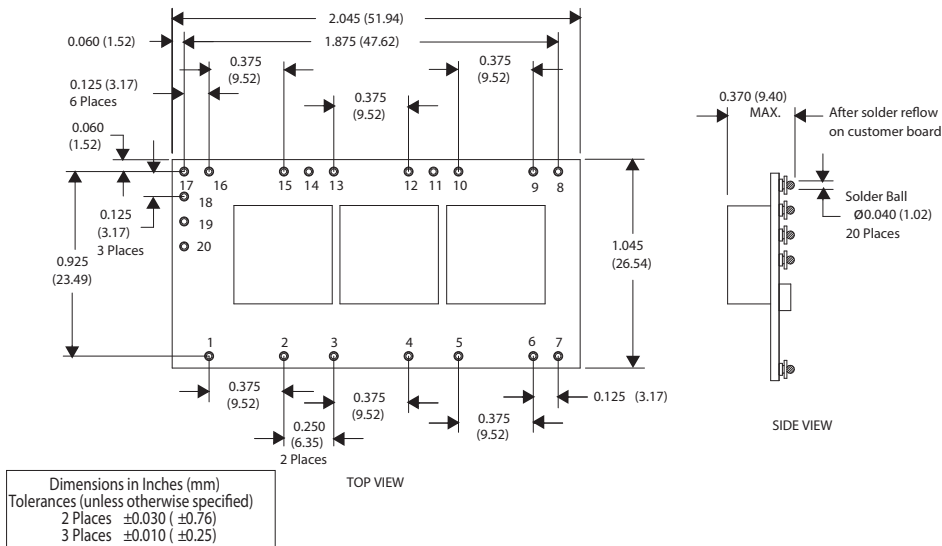 2.045 (51.94)
0.060 (1.52)
1.875 (47.62)
0.375
(9.52)
0.375
(9.52)
0.125 (3.17)
6 Places
0.375
(9.52)
0.370 (9.40)
MAX.
After solder reflow
on customer board
0.060
(1.52)
17 16 15 14 13 12 11 10 9 8
18
19
20
0.125
(3.17)
3 Places
Solder Ball
Ø0.040 (1.02)
20 Places
0.925
(23.49)
1.045
(26.54)
1 2 3 4 5 6 7
0.375
(9.52)
0.375
(9.52)
0.125 (3.17)
0.375
(9.52)
0.250
(6.35)
2 Places
SIDE VIEW
TOP VIEW
Dimensions in Inches (mm)
Tolerances (unless otherwise specified)
2 Places ±0.030 ( ±0.76)
3 Places ±0.010 ( ±0.25)